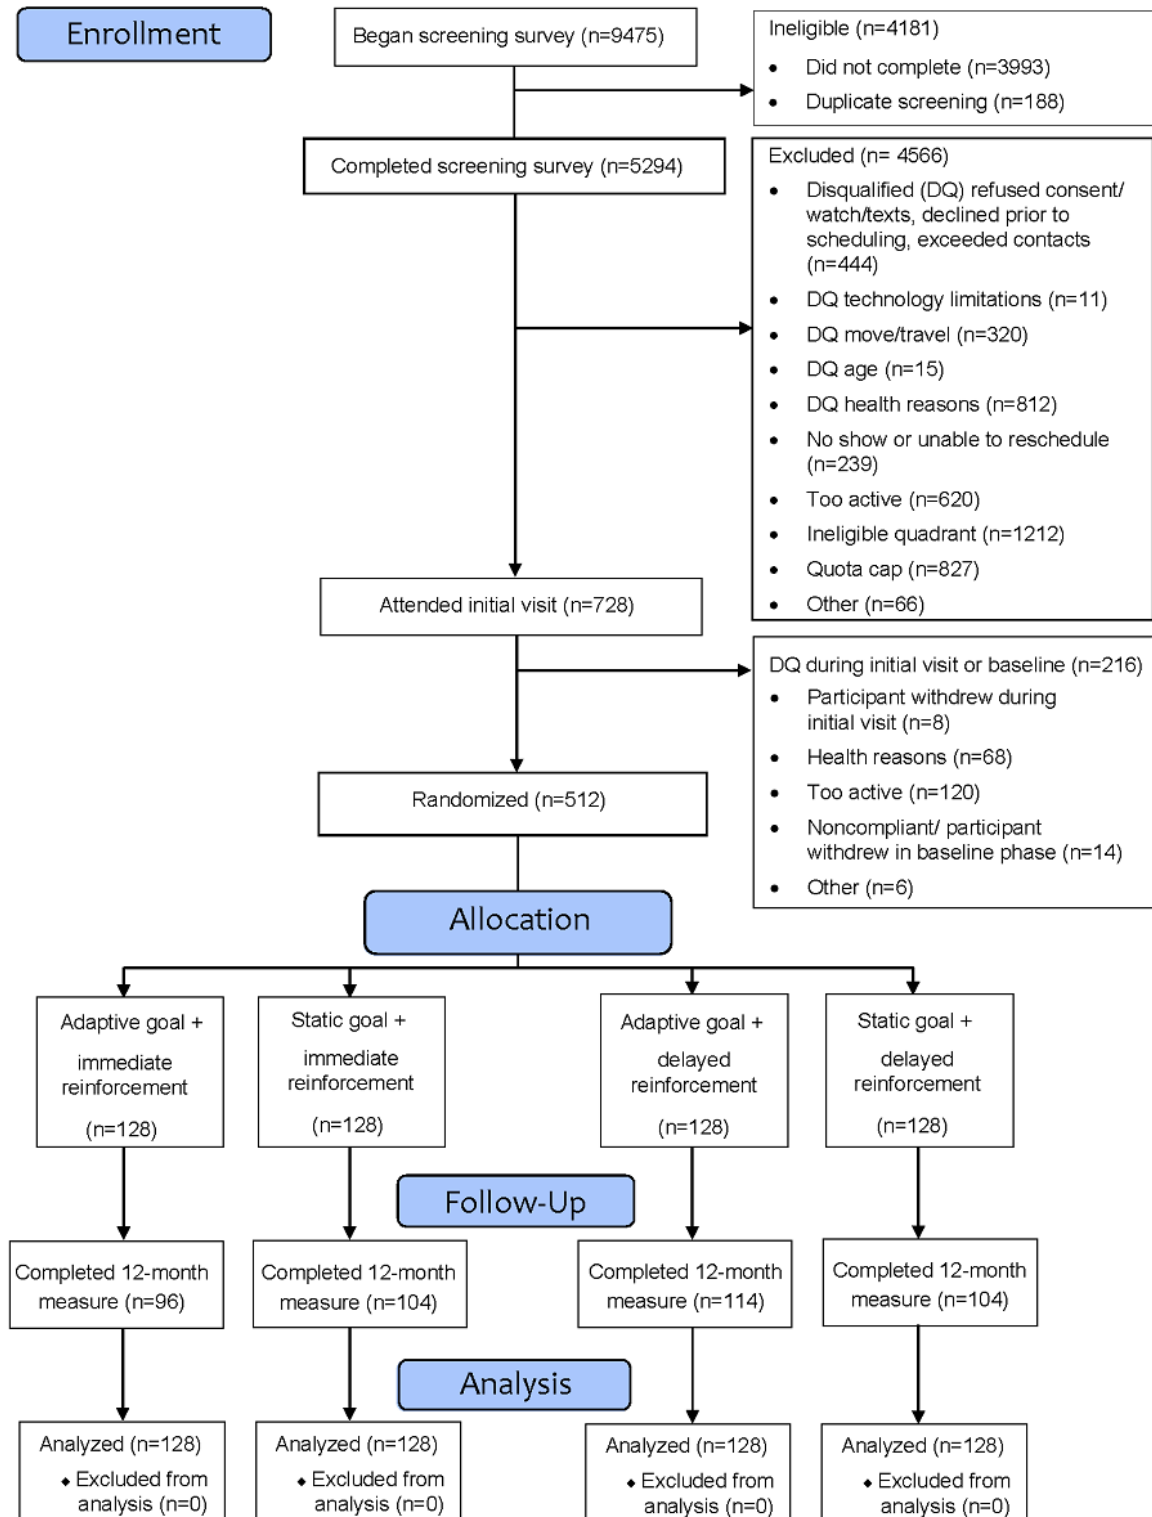 Enrollment
Began screening survey (n=9475)
Ineligible (n=4181)
• Did not complete (n=3993)
• Duplicate screening (n=188)
Completed screening survey (n=5294)
Excluded (n= 4566)
• Disqualified (DQ) refused consent/
watch/texts, declined prior to
scheduling, exceeded contacts
(n=444)
• DQ technology limitations (n=11)
• DQ move/travel (n=320)
• DQ age (n=15)
• DQ health reasons (n=812)
• No show or unable to reschedule
(n=239)
• Too active (n=620)
• Ineligible quadrant (n=1212)
• Quota cap (n=827)
• Other (n=66)
Attended initial visit (n=728)
DQ during initial visit or baseline (n=216)
• Participant withdrew during
initial visit (n=8)
• Health reasons (n=68)
• Too active (n=120)
• Noncompliant/ participant
withdrew in baseline phase (n=14)
• Other (n=6)
Randomized (n=512)
Allocation
Adaptive goal +
immediate
reinforcement
(n=128)
Static goal +
immediate
reinforcement
(n=128)
Adaptive goal +
delayed
reinforcement
(n=128)
Static goal +
delayed
reinforcement
(n=128)
Follow-Up
Completed 12-month
measure (n=96)
Completed 12-month
measure (n=104)
Completed 12-month
measure (n=114)
Completed 12-month
measure (n=104)
Analysis
Analyzed (n=128)
◆ Excluded from
analysis (n=0)
Analyzed (n=128)
◆ Excluded from
analysis (n=0)
Analyzed (n=128)
◆ Excluded from
analysis (n=0)
Analyzed (n=128)
◆ Excluded from
analysis (n=0)